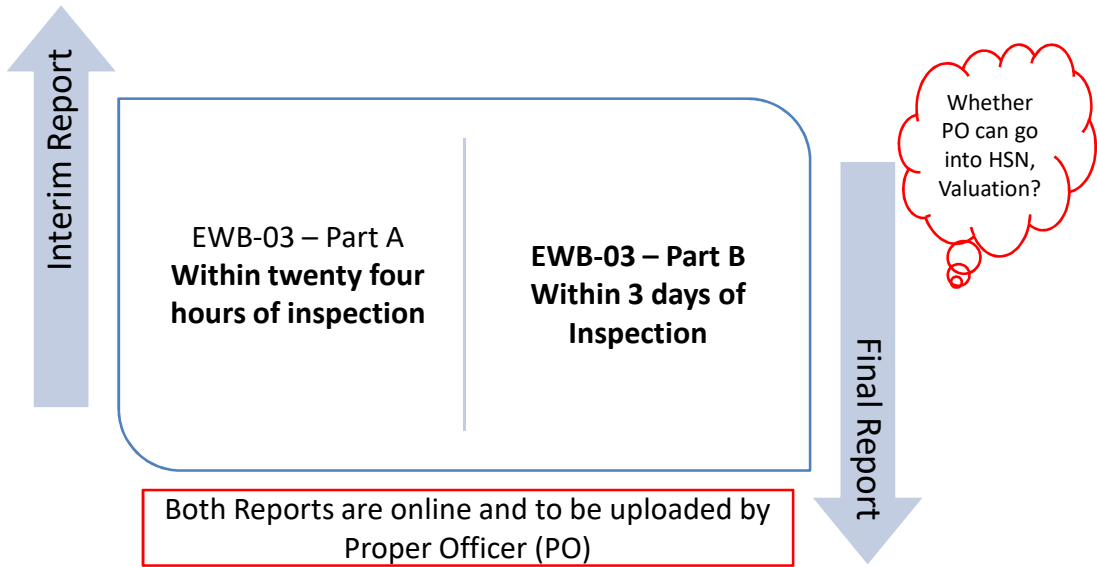 Interim Report
EWB-03 – Part A
Within twenty four
hours of inspection
EWB-03 – Part B
Within 3 days of
Inspection
Final Report
Whether
PO can go
into HSN,
Valuation?
Both Reports are online and to be uploaded by
Proper Officer (PO)